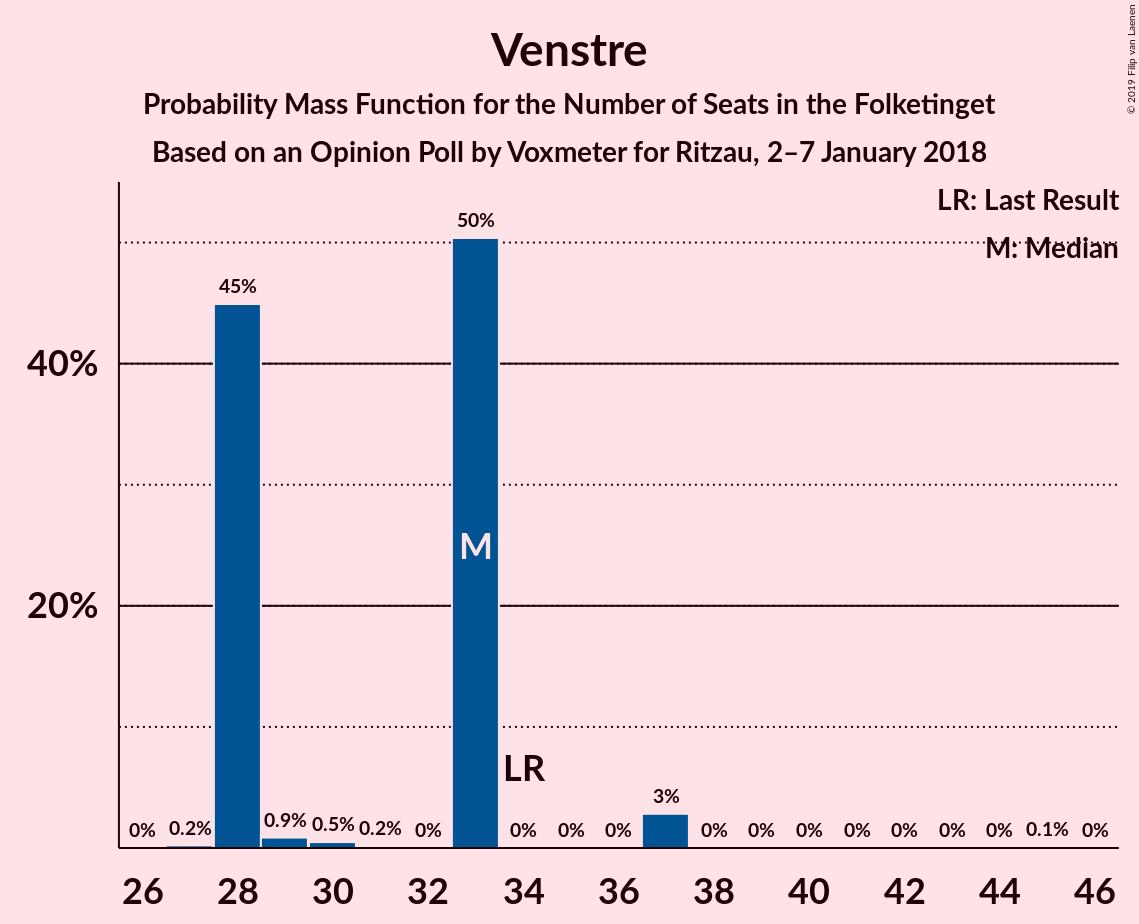 Venstre
Probability Mass Function for the Number of Seats in the Folketinget
Based on an Opinion Poll by Voxmeter for Ritzau, 2–7 January 2018
© 2019 Filip van Laenen
LR: Last Result
M: Median
50%
45%
40%
M
20%
LR
3%
0% 0.2% 0.9% 0.5% 0.2% 0% 0% 0% 0% 0% 0% 0% 0% 0% 0% 0% 0.1% 0%
26 28 30 32 34 36 38 40 42 44 46